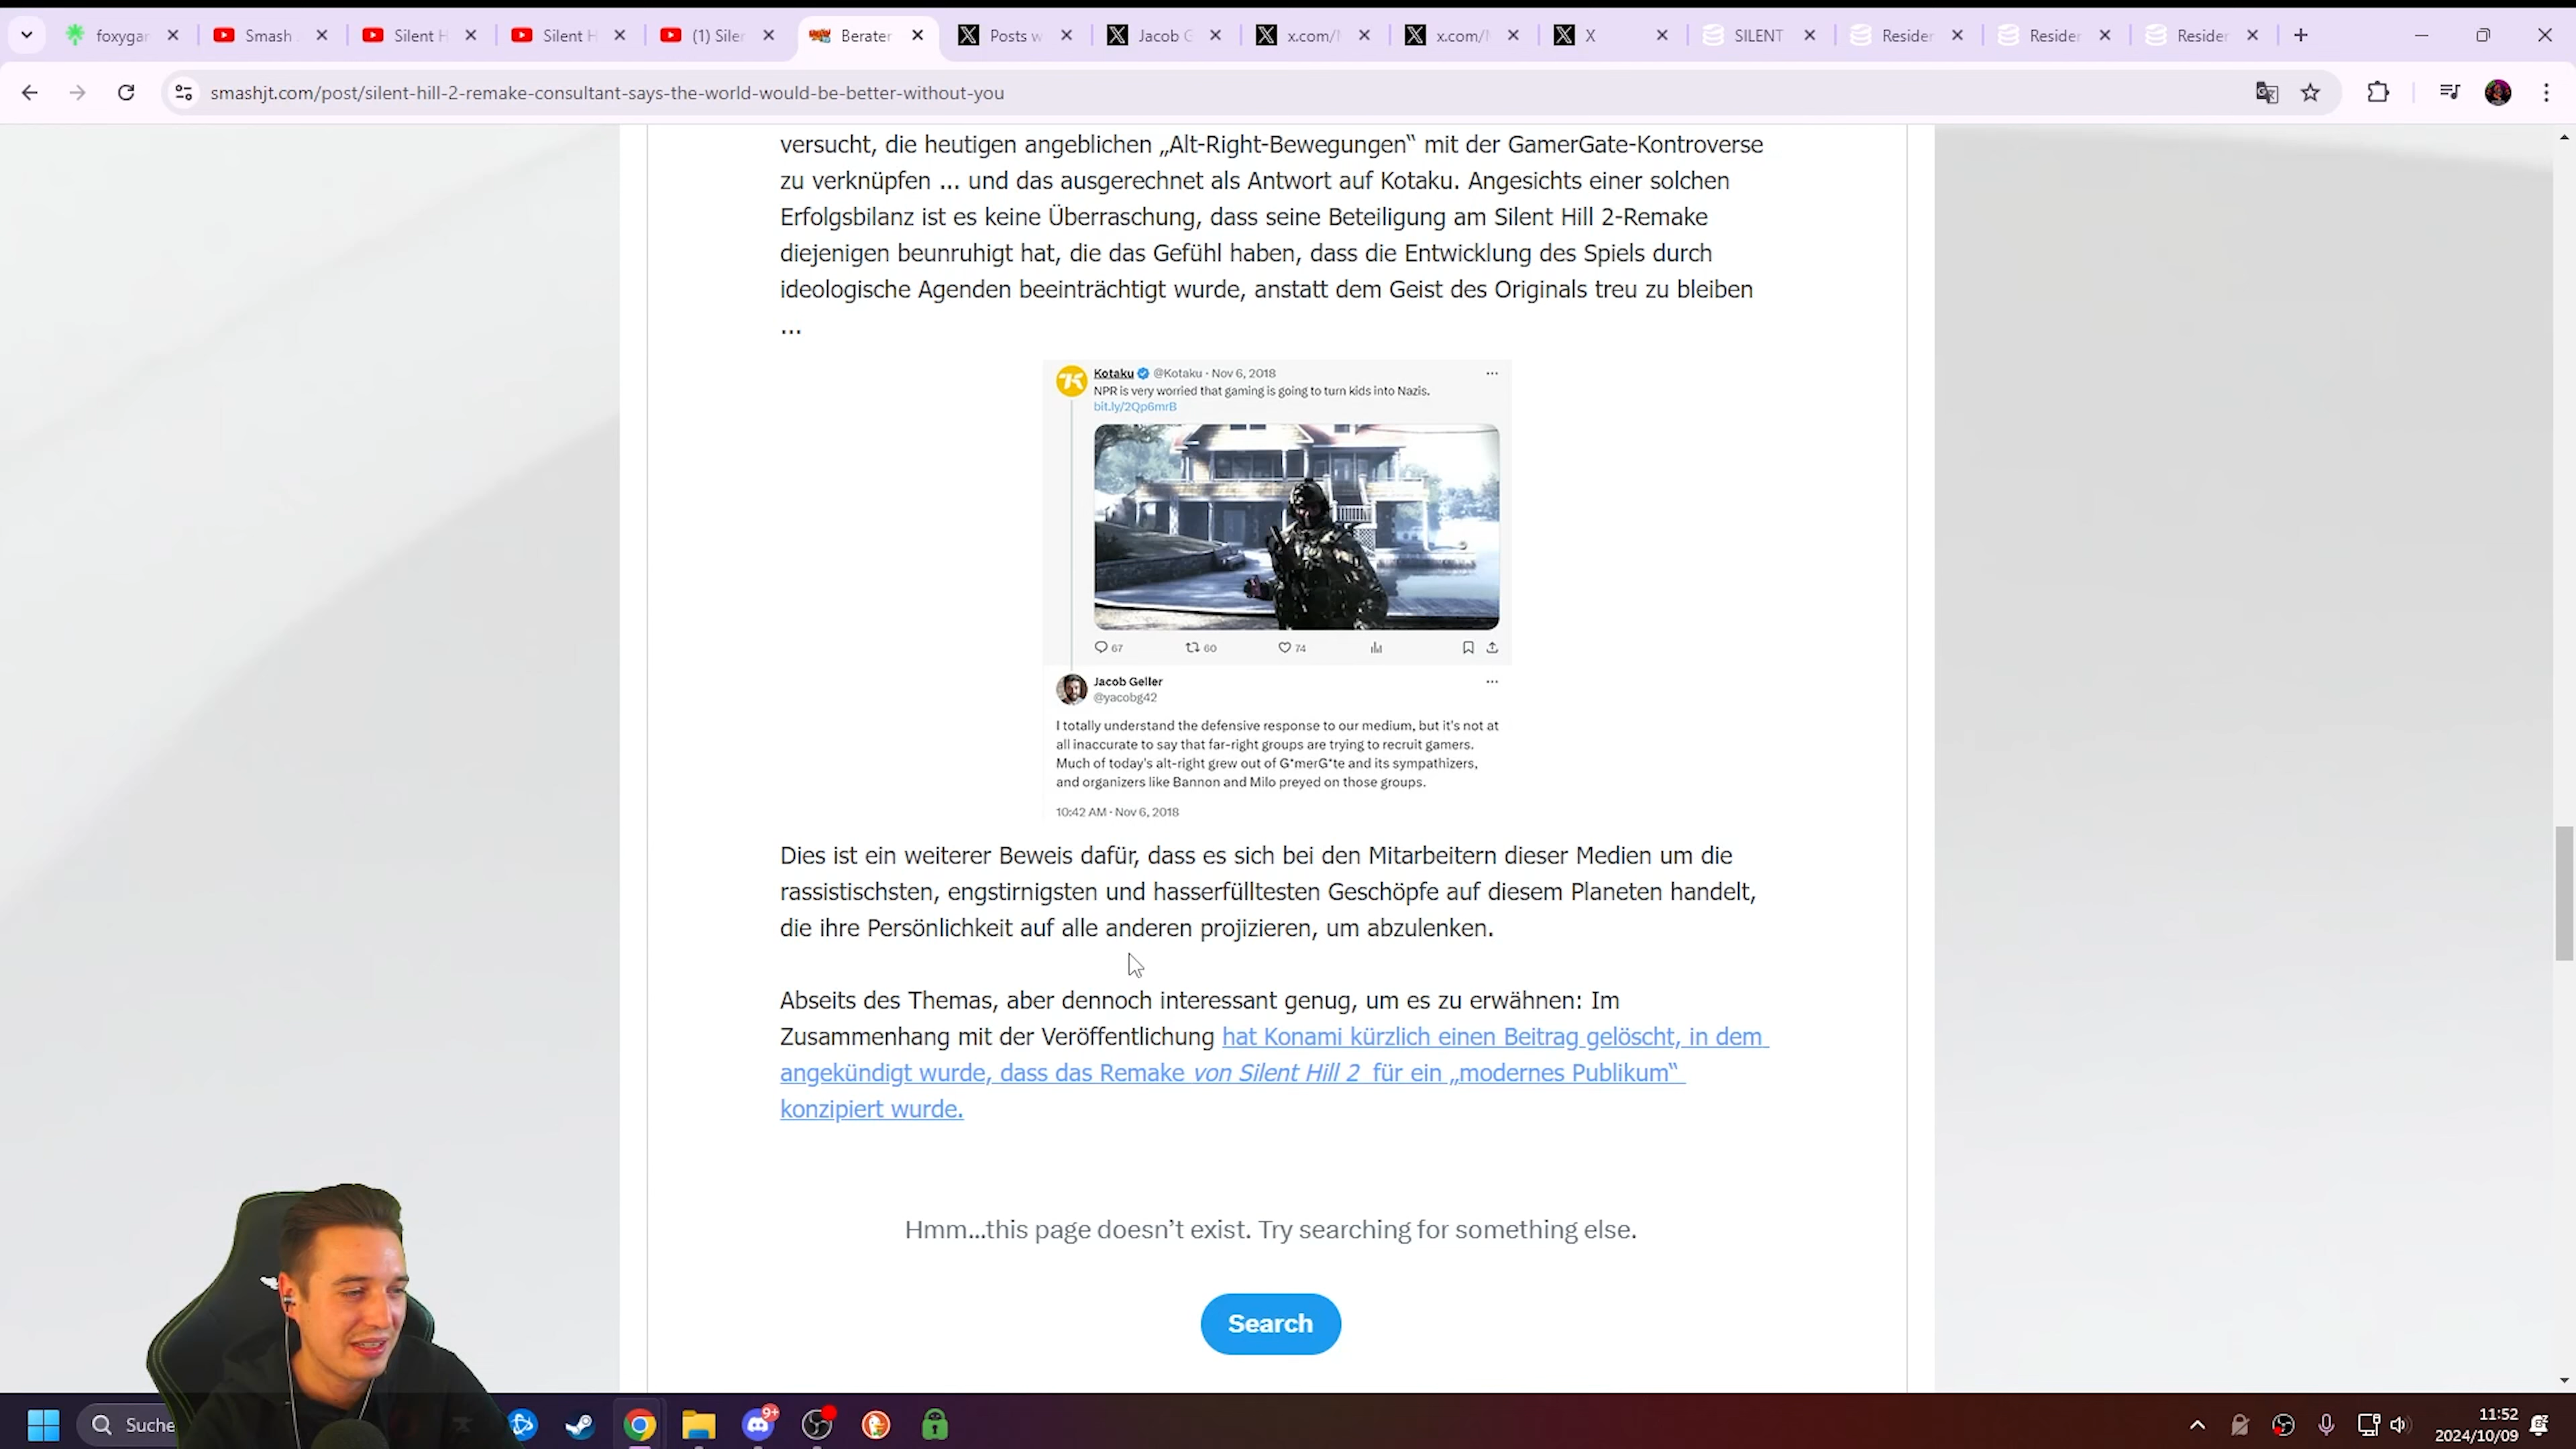 foxygar
Smash
Silent H
Silent H
(1) Siler
Berater
Posts w
Jacob G
x.com/
x.com/
X
SILENT
Resider
Resider
Resider
smashjt.com/post/silent-hill-2-remake-consultant-says-the-world-would-be-better-without-you
versucht, die heutigen angeblichen „Alt-Right-Bewegungen“ mit der GamerGate-Kontroverse
zu verknüpfen ... und das ausgerechnet als Antwort auf Kotaku. Angesichts einer solchen
Erfolgsbilanz ist es keine Überraschung, dass seine Beteiligung am Silent Hill 2-Remake
diejenigen beunruhigt hat, die das Gefühl haben, dass die Entwicklung des Spiels durch
ideologische Agenden beeinträchtigt wurde, anstatt dem Geist des Originals treu zu bleiben
...
Kotaku @Kotaku · Nov 6, 2018
NPR is very worried that gaming is going to turn kids into Nazis.
bit.ly/2Qp6mrB
67 60 74
Jacob Geller
@yacobg42
I totally understand the defensive response to our medium, but it's not at
all inaccurate to say that far-right groups are trying to recruit gamers.
Much of today's alt-right grew out of G*merG*te and its sympathizers,
and organizers like Bannon and Milo preyed on those groups.
10:42 AM · Nov 6, 2018
Dies ist ein weiterer Beweis dafür, dass es sich bei den Mitarbeitern dieser Medien um die
rassistischsten, engstirnigsten und hasserfülltesten Geschöpfe auf diesem Planeten handelt,
die ihre Persönlichkeit auf alle anderen projizieren, um abzulenken.
Abseits des Themas, aber dennoch interessant genug, um es zu erwähnen: Im
Zusammenhang mit der Veröffentlichung hat Konami kürzlich einen Beitrag gelöscht, in dem
angekündigt wurde, dass das Remake von Silent Hill 2 für ein „modernes Publikum“
konzipiert wurde.
Hmm...this page doesn’t exist. Try searching for something else.
Search
Suche
9+
11:52
2024/10/09